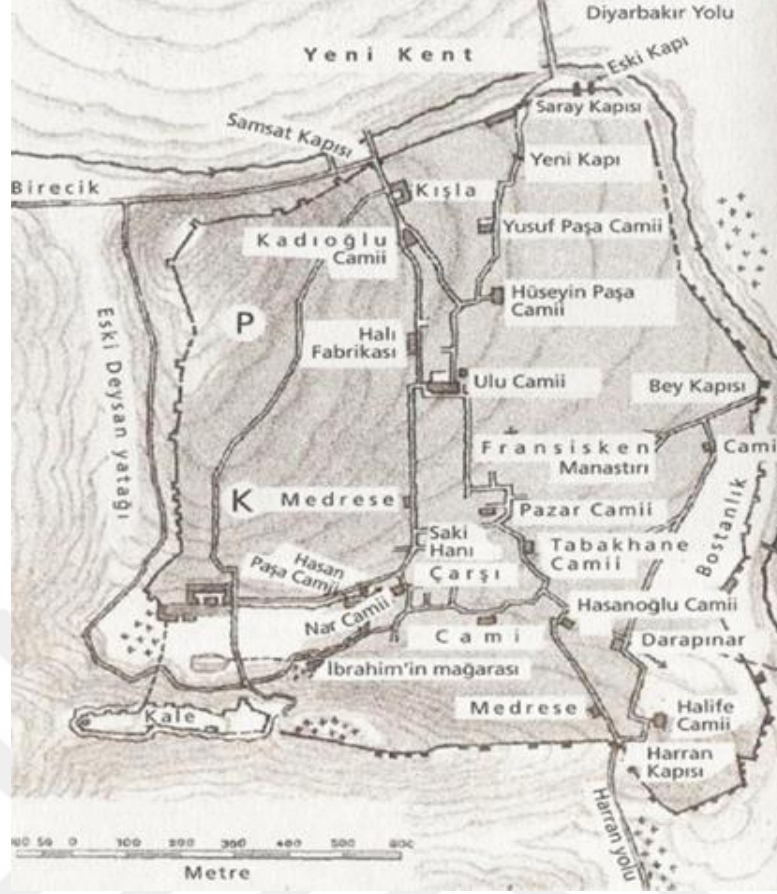 Diyarbakır Yolu
Yeni Kent
Eski Kapı
Saray Kapısı
Samsat Kapısı
Yeni Kapı
Birecik
Kışla
Yusuf Paşa Camii
Kadıoğlu
Camii
Hüseyin Paşa
Camii
P
Halı
Fabrikası
Eski Deysan yatağı
Ulu Camii
Bey Kapısı
Fransisken
Manastırı
Cami
K
Medrese
Pazar Camii
Bostanlık
Saki
Hanı
Tabakhane
Camii
Hasan
Paşa Camii
Çarşı
Nar Camii
Hasanoğlu Camii
Cami
Darapınar
İbrahim'in mağarası
Kale
Medrese
Halife
Camii
Harran
Kapısı
Harran yolu
50 0 100 200 300 400 500 600
Metre